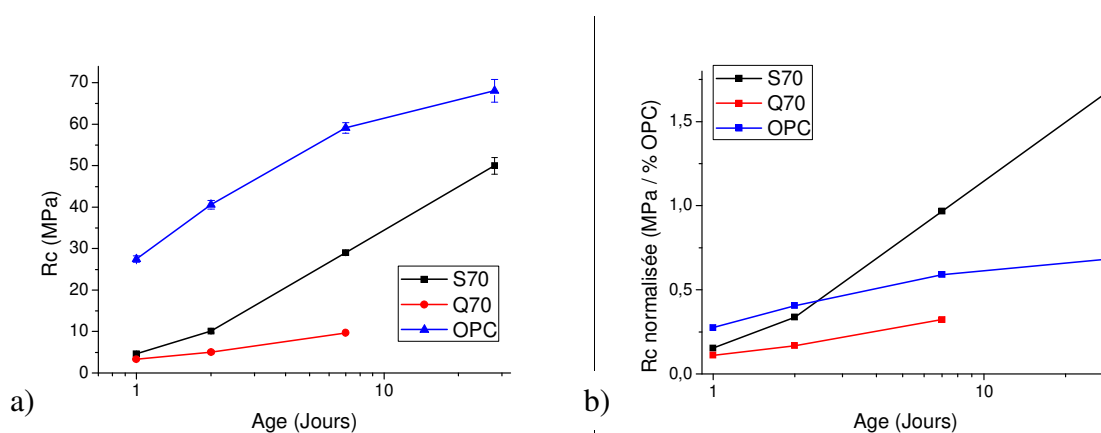 70
60
50
40
30
20
10
0
Rc (MPa)
S70
Q70
OPC
1
10
Age (Jours)
a)
S70
Q70
OPC
1,5
1,0
0,5
0,0
Rc normalisée (MPa / % OPC)
1
10
Age (Jours)
b)